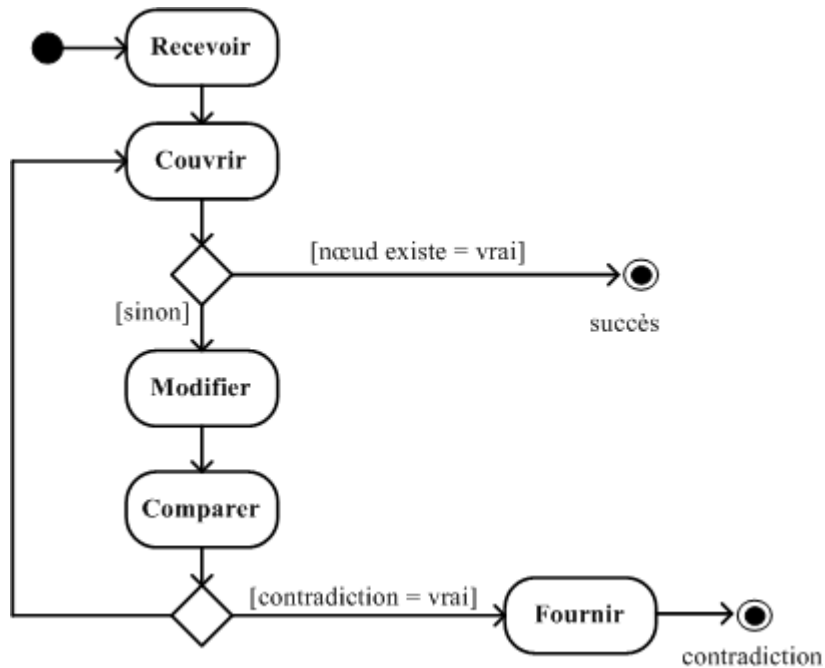 Recevoir
Couvrir
[nœud existe = vrai]
succès
[sinon]
Modifier
Comparer
[contradiction = vrai]
Fournir
contradiction